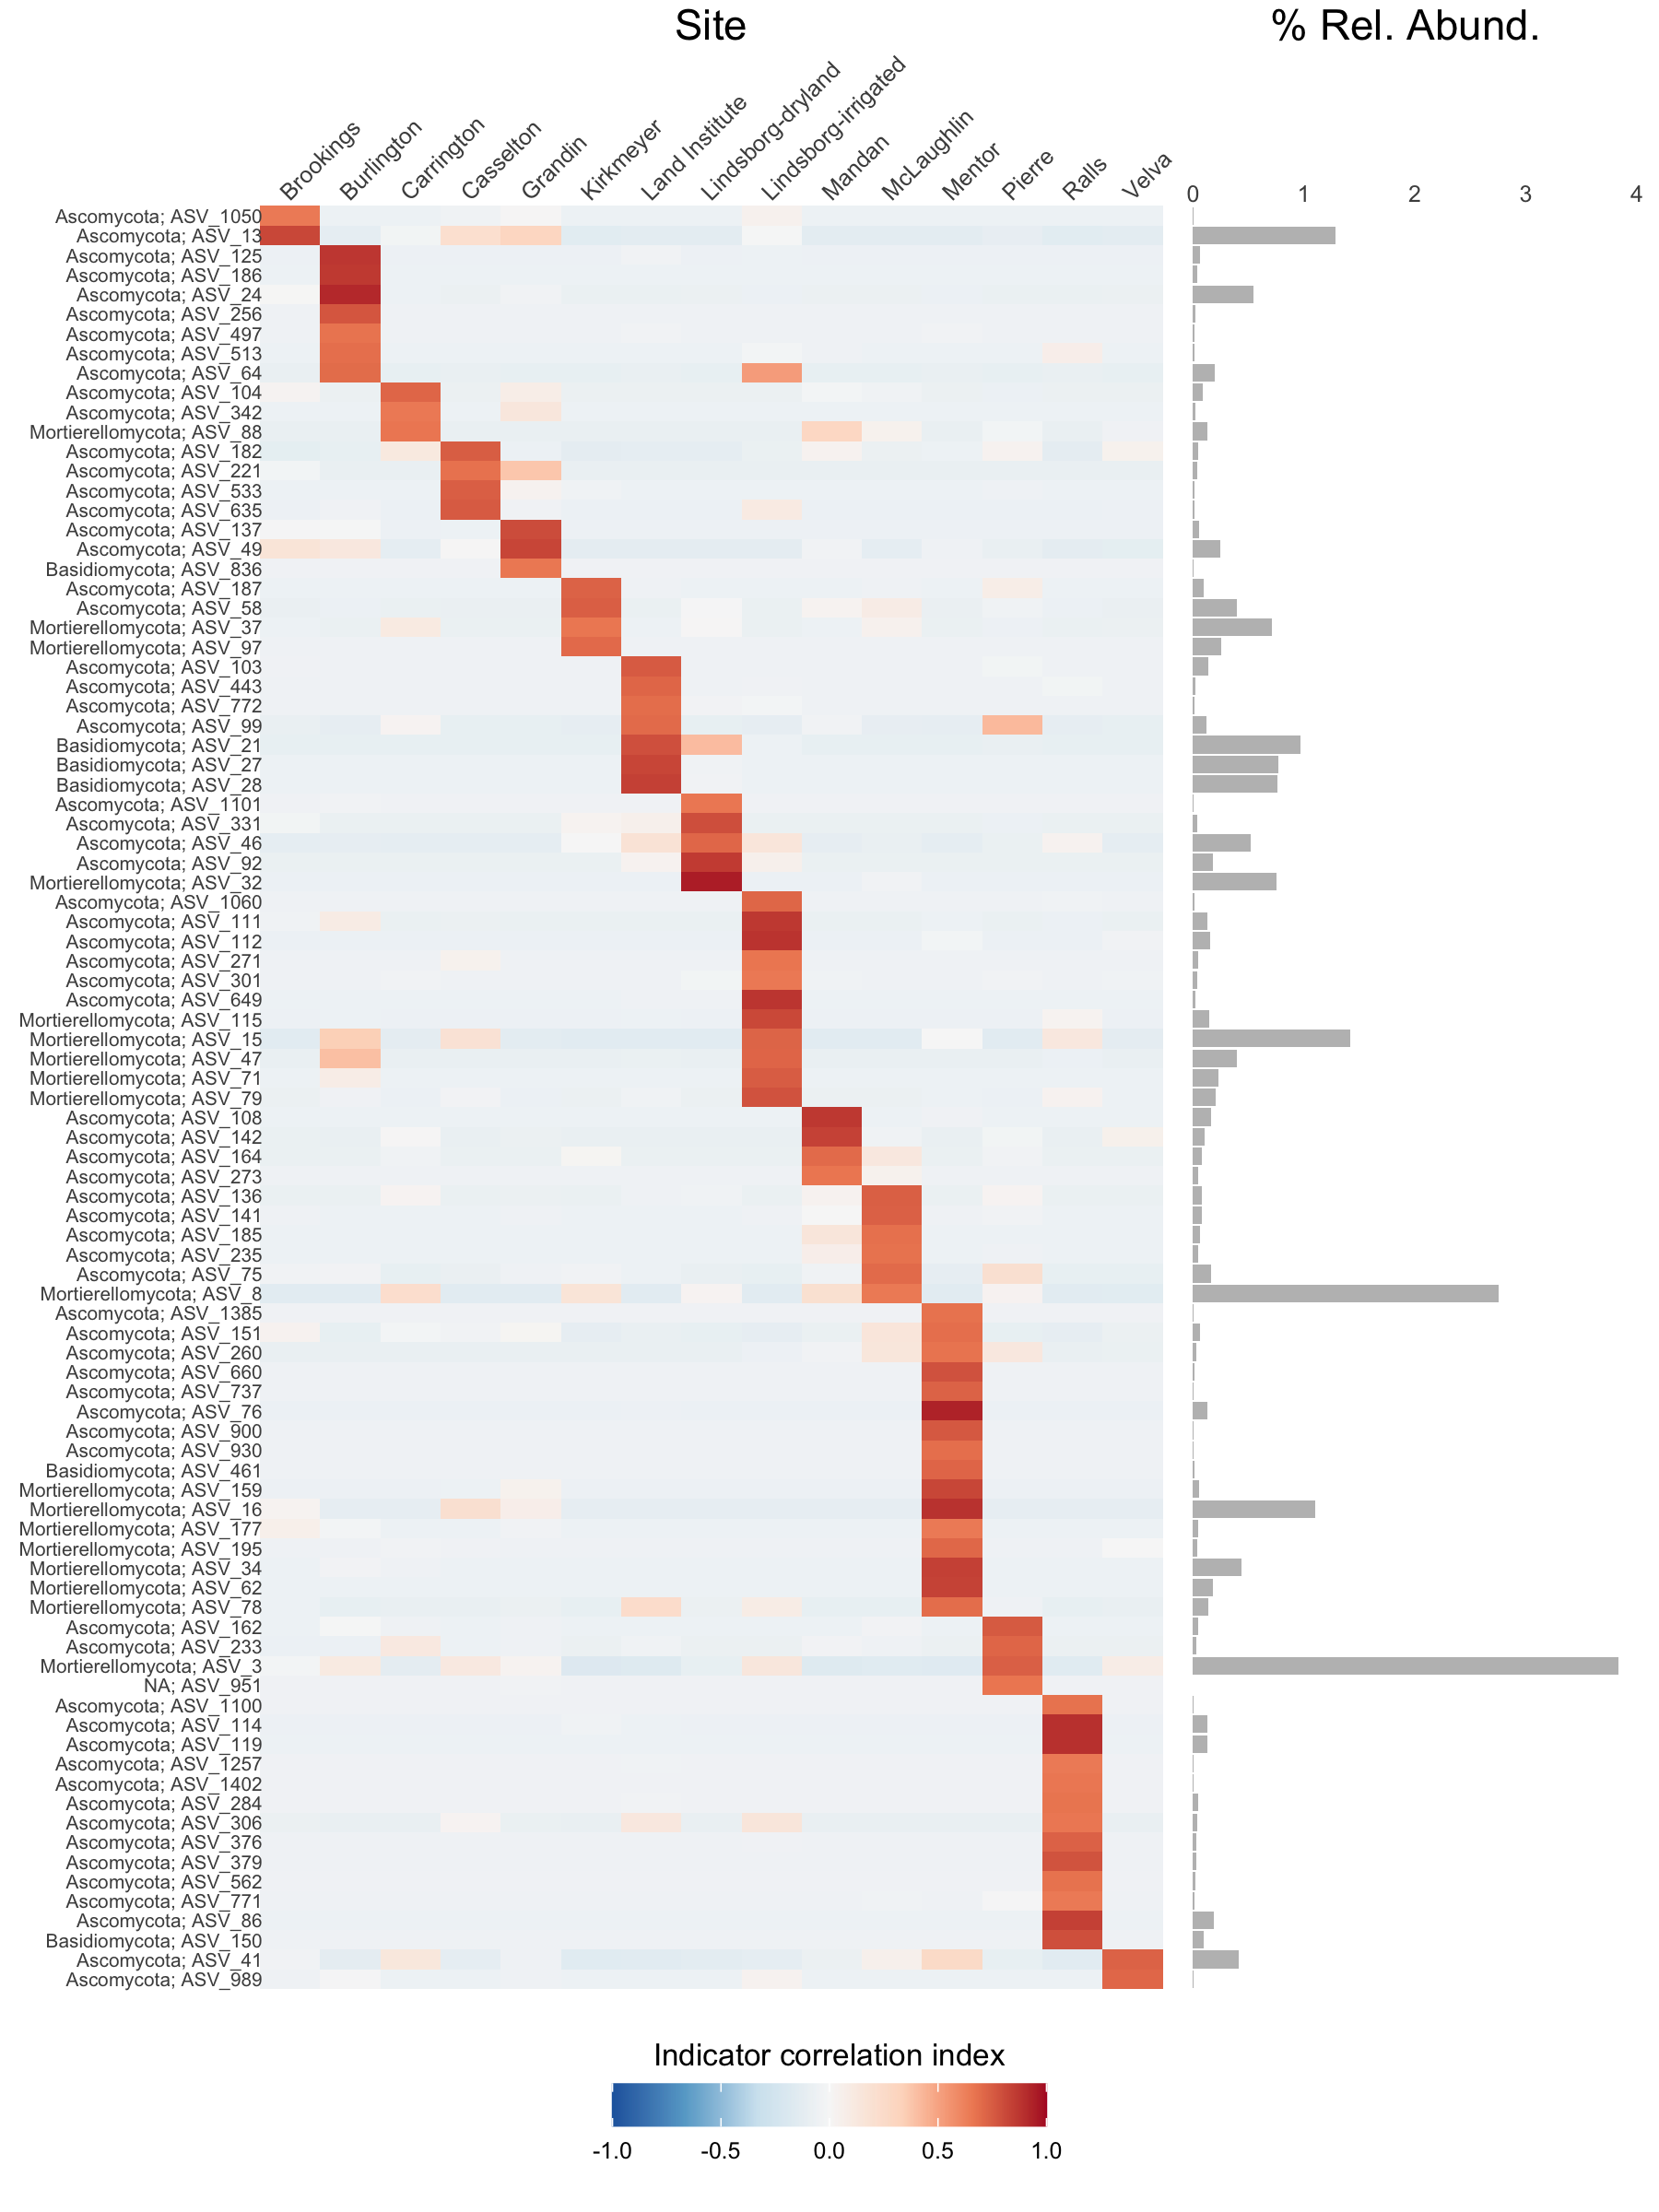 Site
% Rel. Abund.
Brookings
Burlington
Carrington
Casselton
Grandin
Kirkmeyer
Land Institute
Lindsborg-dryland
Lindsborg-irrigated
Mandan
McLaughlin
Mentor
Pierre
Ralls
Velva
0 1 2 3 4
Ascomycota; ASV_1050
Ascomycota; ASV_13
Ascomycota; ASV_125
Ascomycota; ASV_186
Ascomycota; ASV_24
Ascomycota; ASV_256
Ascomycota; ASV_497
Ascomycota; ASV_513
Ascomycota; ASV_64
Ascomycota; ASV_104
Ascomycota; ASV_342
Mortierellomycota; ASV_88
Ascomycota; ASV_182
Ascomycota; ASV_221
Ascomycota; ASV_533
Ascomycota; ASV_635
Ascomycota; ASV_137
Ascomycota; ASV_49
Basidiomycota; ASV_836
Ascomycota; ASV_187
Ascomycota; ASV_58
Mortierellomycota; ASV_37
Mortierellomycota; ASV_97
Ascomycota; ASV_103
Ascomycota; ASV_443
Ascomycota; ASV_772
Ascomycota; ASV_99
Basidiomycota; ASV_21
Basidiomycota; ASV_27
Basidiomycota; ASV_28
Ascomycota; ASV_1101
Ascomycota; ASV_331
Ascomycota; ASV_46
Ascomycota; ASV_92
Mortierellomycota; ASV_32
Ascomycota; ASV_1060
Ascomycota; ASV_111
Ascomycota; ASV_112
Ascomycota; ASV_271
Ascomycota; ASV_301
Ascomycota; ASV_649
Mortierellomycota; ASV_115
Mortierellomycota; ASV_15
Mortierellomycota; ASV_47
Mortierellomycota; ASV_71
Mortierellomycota; ASV_79
Ascomycota; ASV_108
Ascomycota; ASV_142
Ascomycota; ASV_164
Ascomycota; ASV_273
Ascomycota; ASV_136
Ascomycota; ASV_141
Ascomycota; ASV_185
Ascomycota; ASV_235
Ascomycota; ASV_75
Mortierellomycota; ASV_8
Ascomycota; ASV_1385
Ascomycota; ASV_151
Ascomycota; ASV_260
Ascomycota; ASV_660
Ascomycota; ASV_737
Ascomycota; ASV_76
Ascomycota; ASV_900
Ascomycota; ASV_930
Basidiomycota; ASV_461
Mortierellomycota; ASV_159
Mortierellomycota; ASV_16
Mortierellomycota; ASV_177
Mortierellomycota; ASV_195
Mortierellomycota; ASV_34
Mortierellomycota; ASV_62
Mortierellomycota; ASV_78
Ascomycota; ASV_162
Ascomycota; ASV_233
Mortierellomycota; ASV_3
NA; ASV_951
Ascomycota; ASV_1100
Ascomycota; ASV_114
Ascomycota; ASV_119
Ascomycota; ASV_1257
Ascomycota; ASV_1402
Ascomycota; ASV_284
Ascomycota; ASV_306
Ascomycota; ASV_376
Ascomycota; ASV_379
Ascomycota; ASV_562
Ascomycota; ASV_771
Ascomycota; ASV_86
Basidiomycota; ASV_150
Ascomycota; ASV_41
Ascomycota; ASV_989
Indicator correlation index
-1.0 -0.5 0.0 0.5 1.0